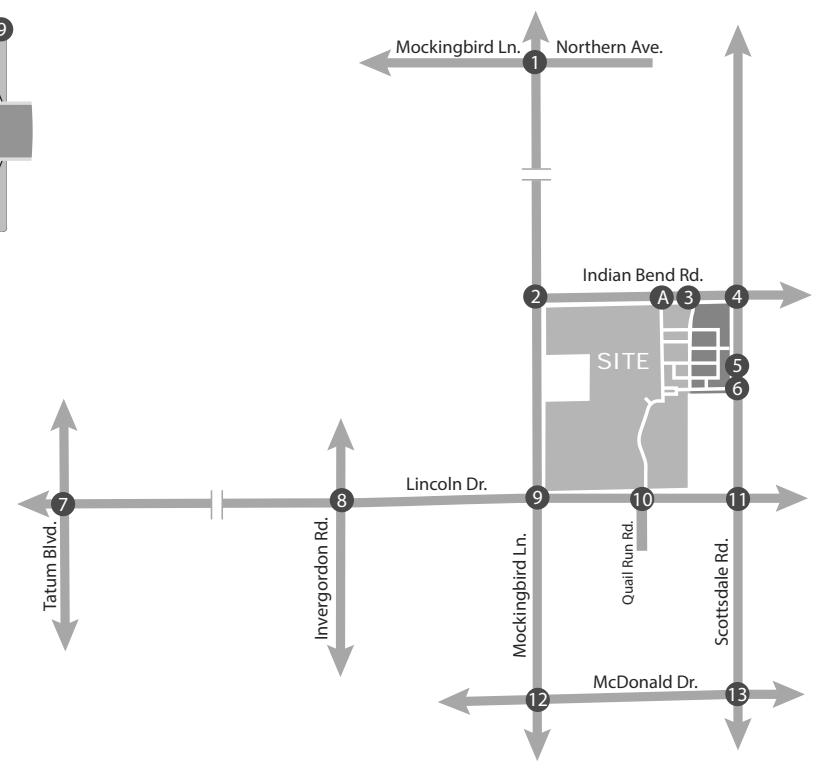 9
Mockingbird Ln.
Northern Ave.
1
Indian Bend Rd.
2
A
3
4
SITE
5
6
Lincoln Dr.
7
8
9
10
11
Tatum Blvd.
Invergordon Rd.
Mockingbird Ln.
Quail Run Rd.
Scottsdale Rd.
McDonald Dr.
12
13